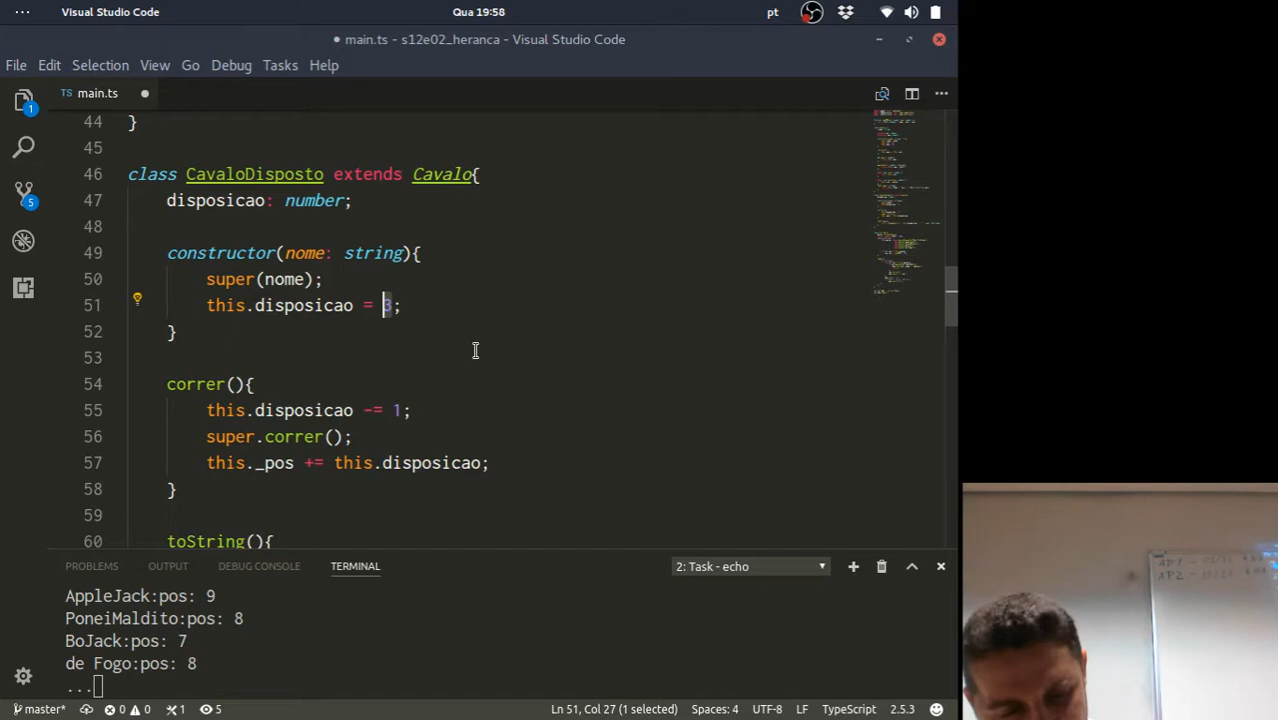 Visual Studio Code
Qua 19:58
pt
main.ts - s12e02_heranca - Visual Studio Code
File Edit Selection View Go Debug Tasks Help
TS main.ts
44 }
45
46 class CavaloDisposto extends Cavalo{
47 disposicao: number;
48
49 constructor(nome: string){
50 super(nome);
51 this.disposicao = 3;
52 }
53
54 correr(){
55 this.disposicao -= 1;
56 super.correr();
57 this._pos += this.disposicao;
58 }
59
60 toString(){
1
5
PROBLEMS OUTPUT DEBUG CONSOLE TERMINAL 2: Task - echo
AppleJack:pos: 9
PoneiMaldito:pos: 8
BoJack:pos: 7
de Fogo:pos: 8
...
master* 0 0 1 5 Ln 51, Col 27 (1 selected) Spaces: 4 UTF-8 LF TypeScript 2.5.3